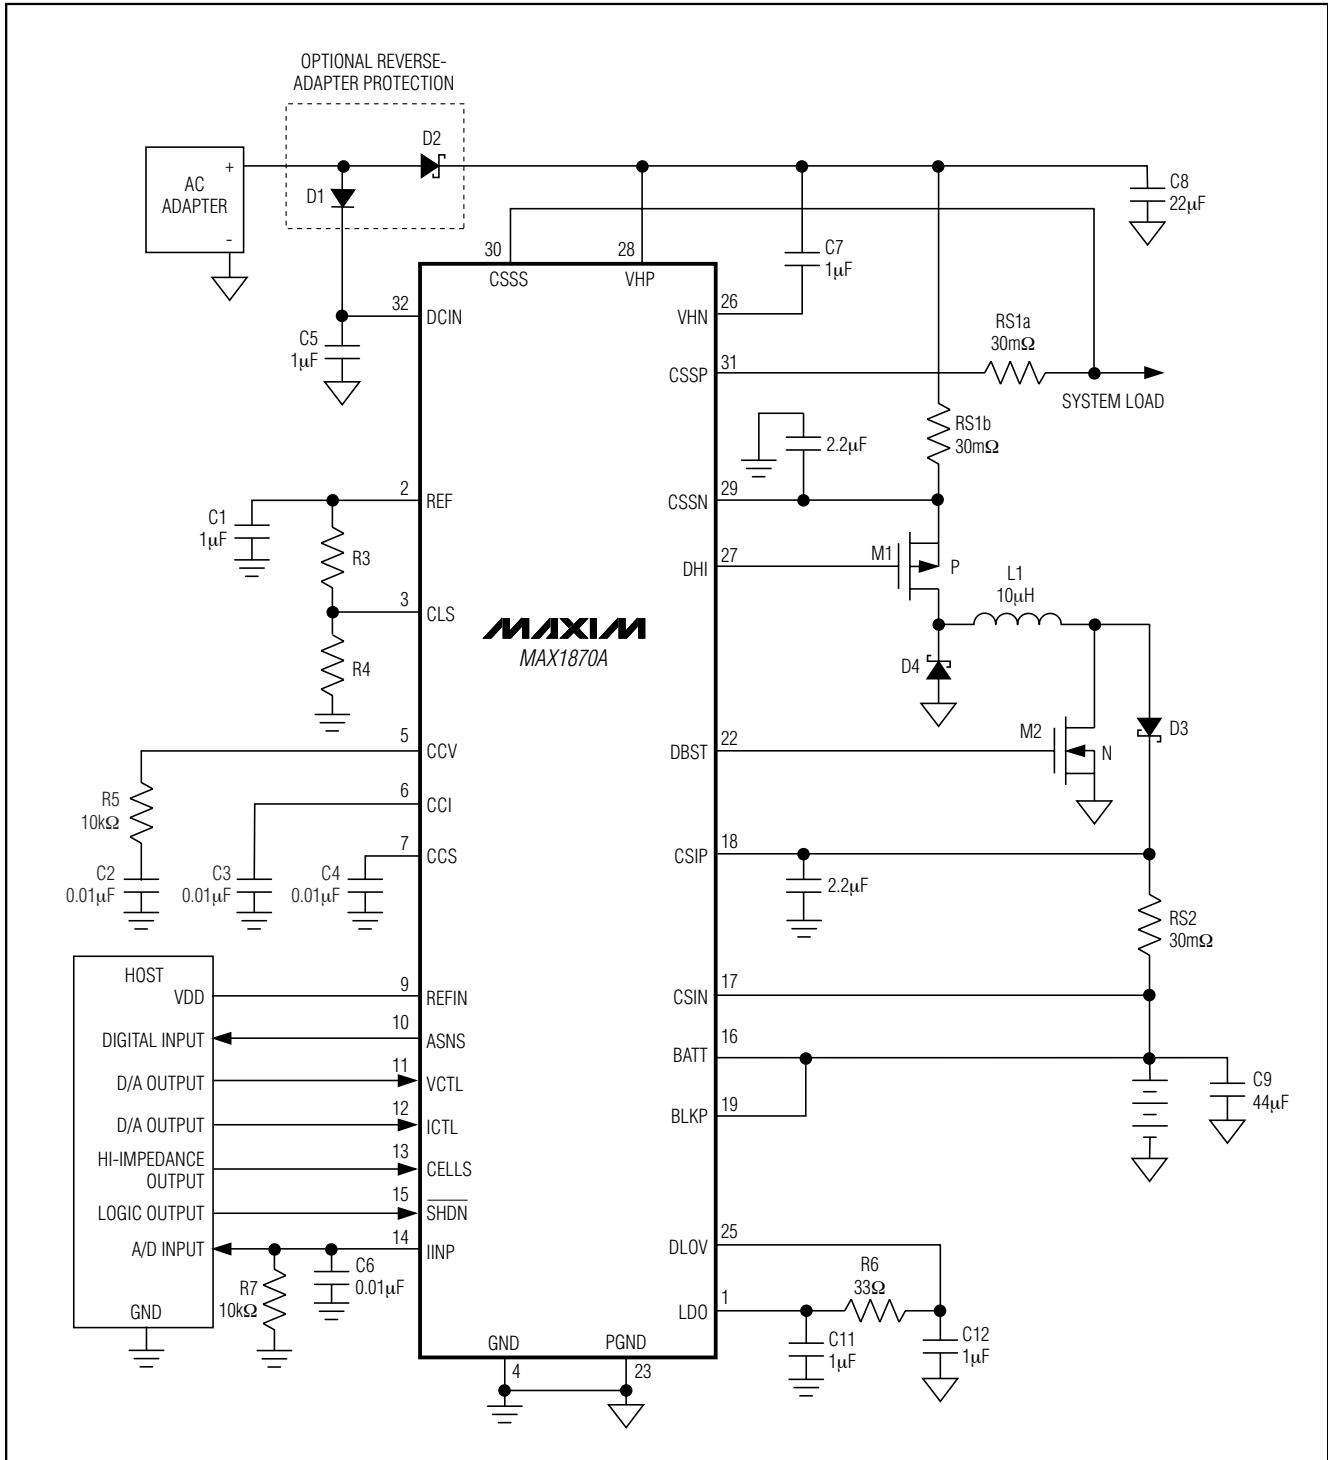 OPTIONAL REVERSE-
ADAPTER PROTECTION
D2
AC
ADAPTER
+
-
D1
C8
22µF
30
CSSS
28
VHP
C7
1µF
32
DCIN
26
VHN
C5
1µF
RS1a
30mΩ
31
CSSP
SYSTEM LOAD
RS1b
30mΩ
2.2µF
2
REF
29
CSSN
C1
1µF
R3
27
DHI
M1
P
L1
10µH
3
CLS
MAXIM
MAX1870A
R4
D4
5
CCV
22
DBST
M2
N
D3
R5
10kΩ
6
CCI
7
CCS
18
CSIP
C2
0.01µF
C3
0.01µF
C4
0.01µF
2.2µF
RS2
30mΩ
HOST
VDD
9
REFIN
17
CSIN
DIGITAL INPUT
10
ASNS
16
BATT
D/A OUTPUT
11
VCTL
C9
44µF
D/A OUTPUT
12
ICTL
19
BLKP
HI-IMPEDANCE
OUTPUT
13
CELLS
LOGIC OUTPUT
15
SHDN
A/D INPUT
14
IINP
25
DLOV
R7
10kΩ
C6
0.01µF
R6
33Ω
GND
1
LDO
C11
1µF
C12
1µF
GND
4
PGND
23